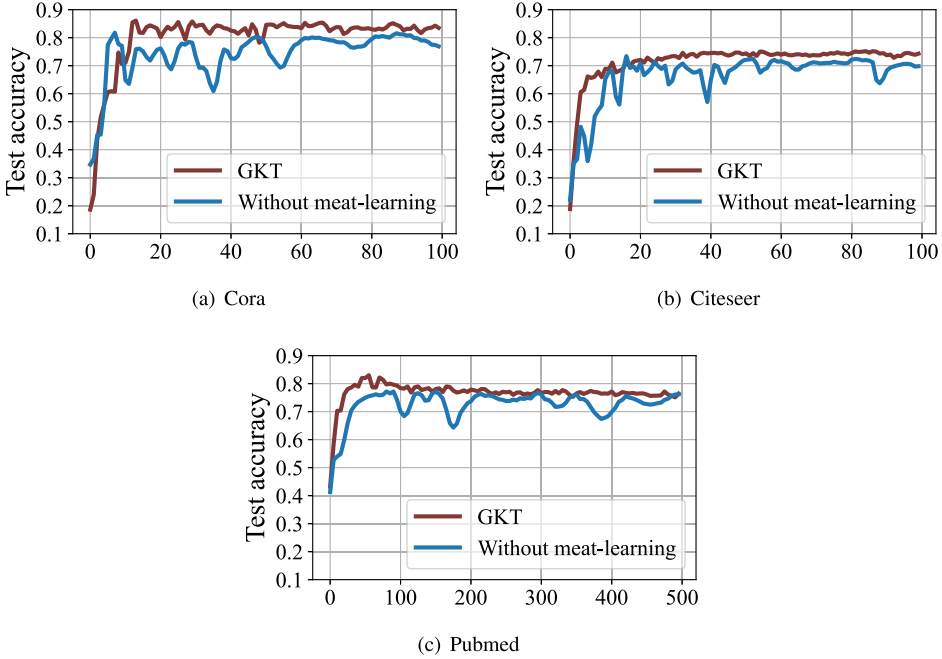 0.9
0.8
0.7
0.6
0.5
0.4
0.3
0.2
0.1
Test accuracy
GKT
Without meat-learning
0 20 40 60 80 100
(a) Cora
0.9
0.8
0.7
0.6
0.5
0.4
0.3
0.2
0.1
Test accuracy
GKT
Without meat-learning
0 20 40 60 80 100
(b) Citeseer
0.9
0.8
0.7
0.6
0.5
0.4
0.3
0.2
0.1
Test accuracy
GKT
Without meat-learning
0 100 200 300 400 500
(c) Pubmed